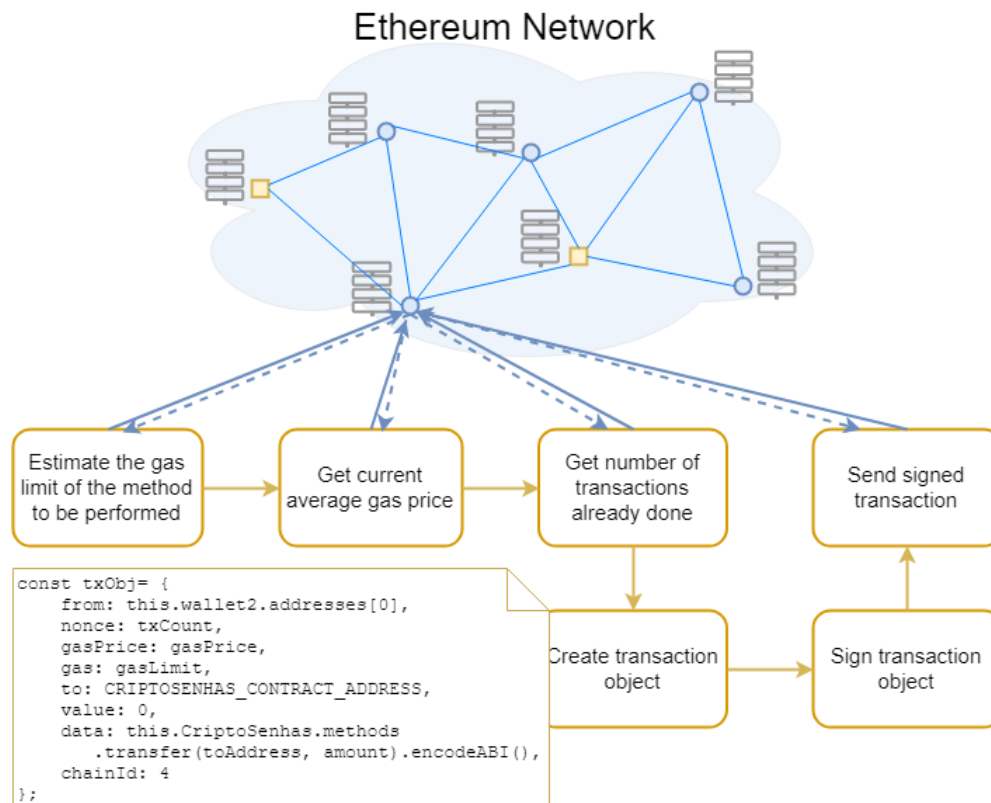 Ethereum Network
Estimate the gas
limit of the method
to be performed
Get current
average gas price
Get number of
transactions
already done
Send signed
transaction
const txObj= {
    from: this.wallet2.addresses[0],
    nonce: txCount,
    gasPrice: gasPrice,
    gas: gasLimit,
    to: CRIPTOSENHAS_CONTRACT_ADDRESS,
    value: 0,
    data: this.CriptoSenhas.methods
       .transfer(toAddress, amount).encodeABI(),
    chainId: 4
};
Create transaction
object
Sign transaction
object